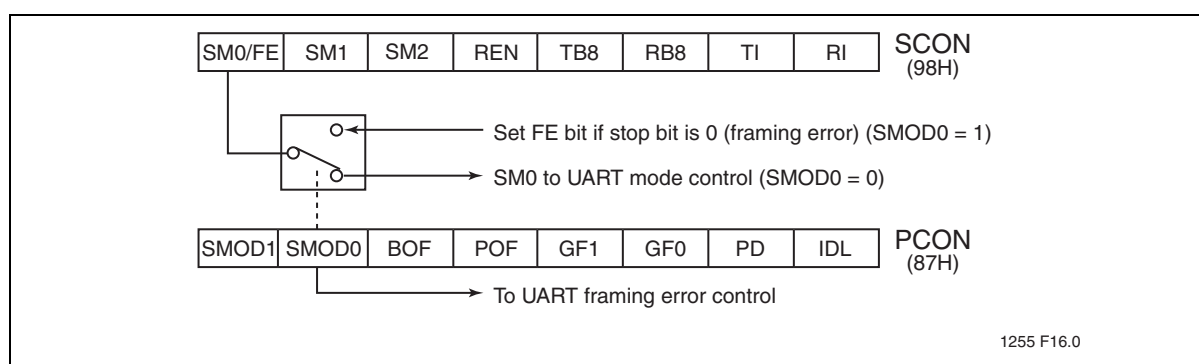 SM0/FE SM1 SM2 REN TB8 RB8 TI RI SCON
(98H)
Set FE bit if stop bit is 0 (framing error) (SMOD0 = 1)
SM0 to UART mode control (SMOD0 = 0)
SMOD1 SMOD0 BOF POF GF1 GF0 PD IDL PCON
(87H)
To UART framing error control
1255 F16.0